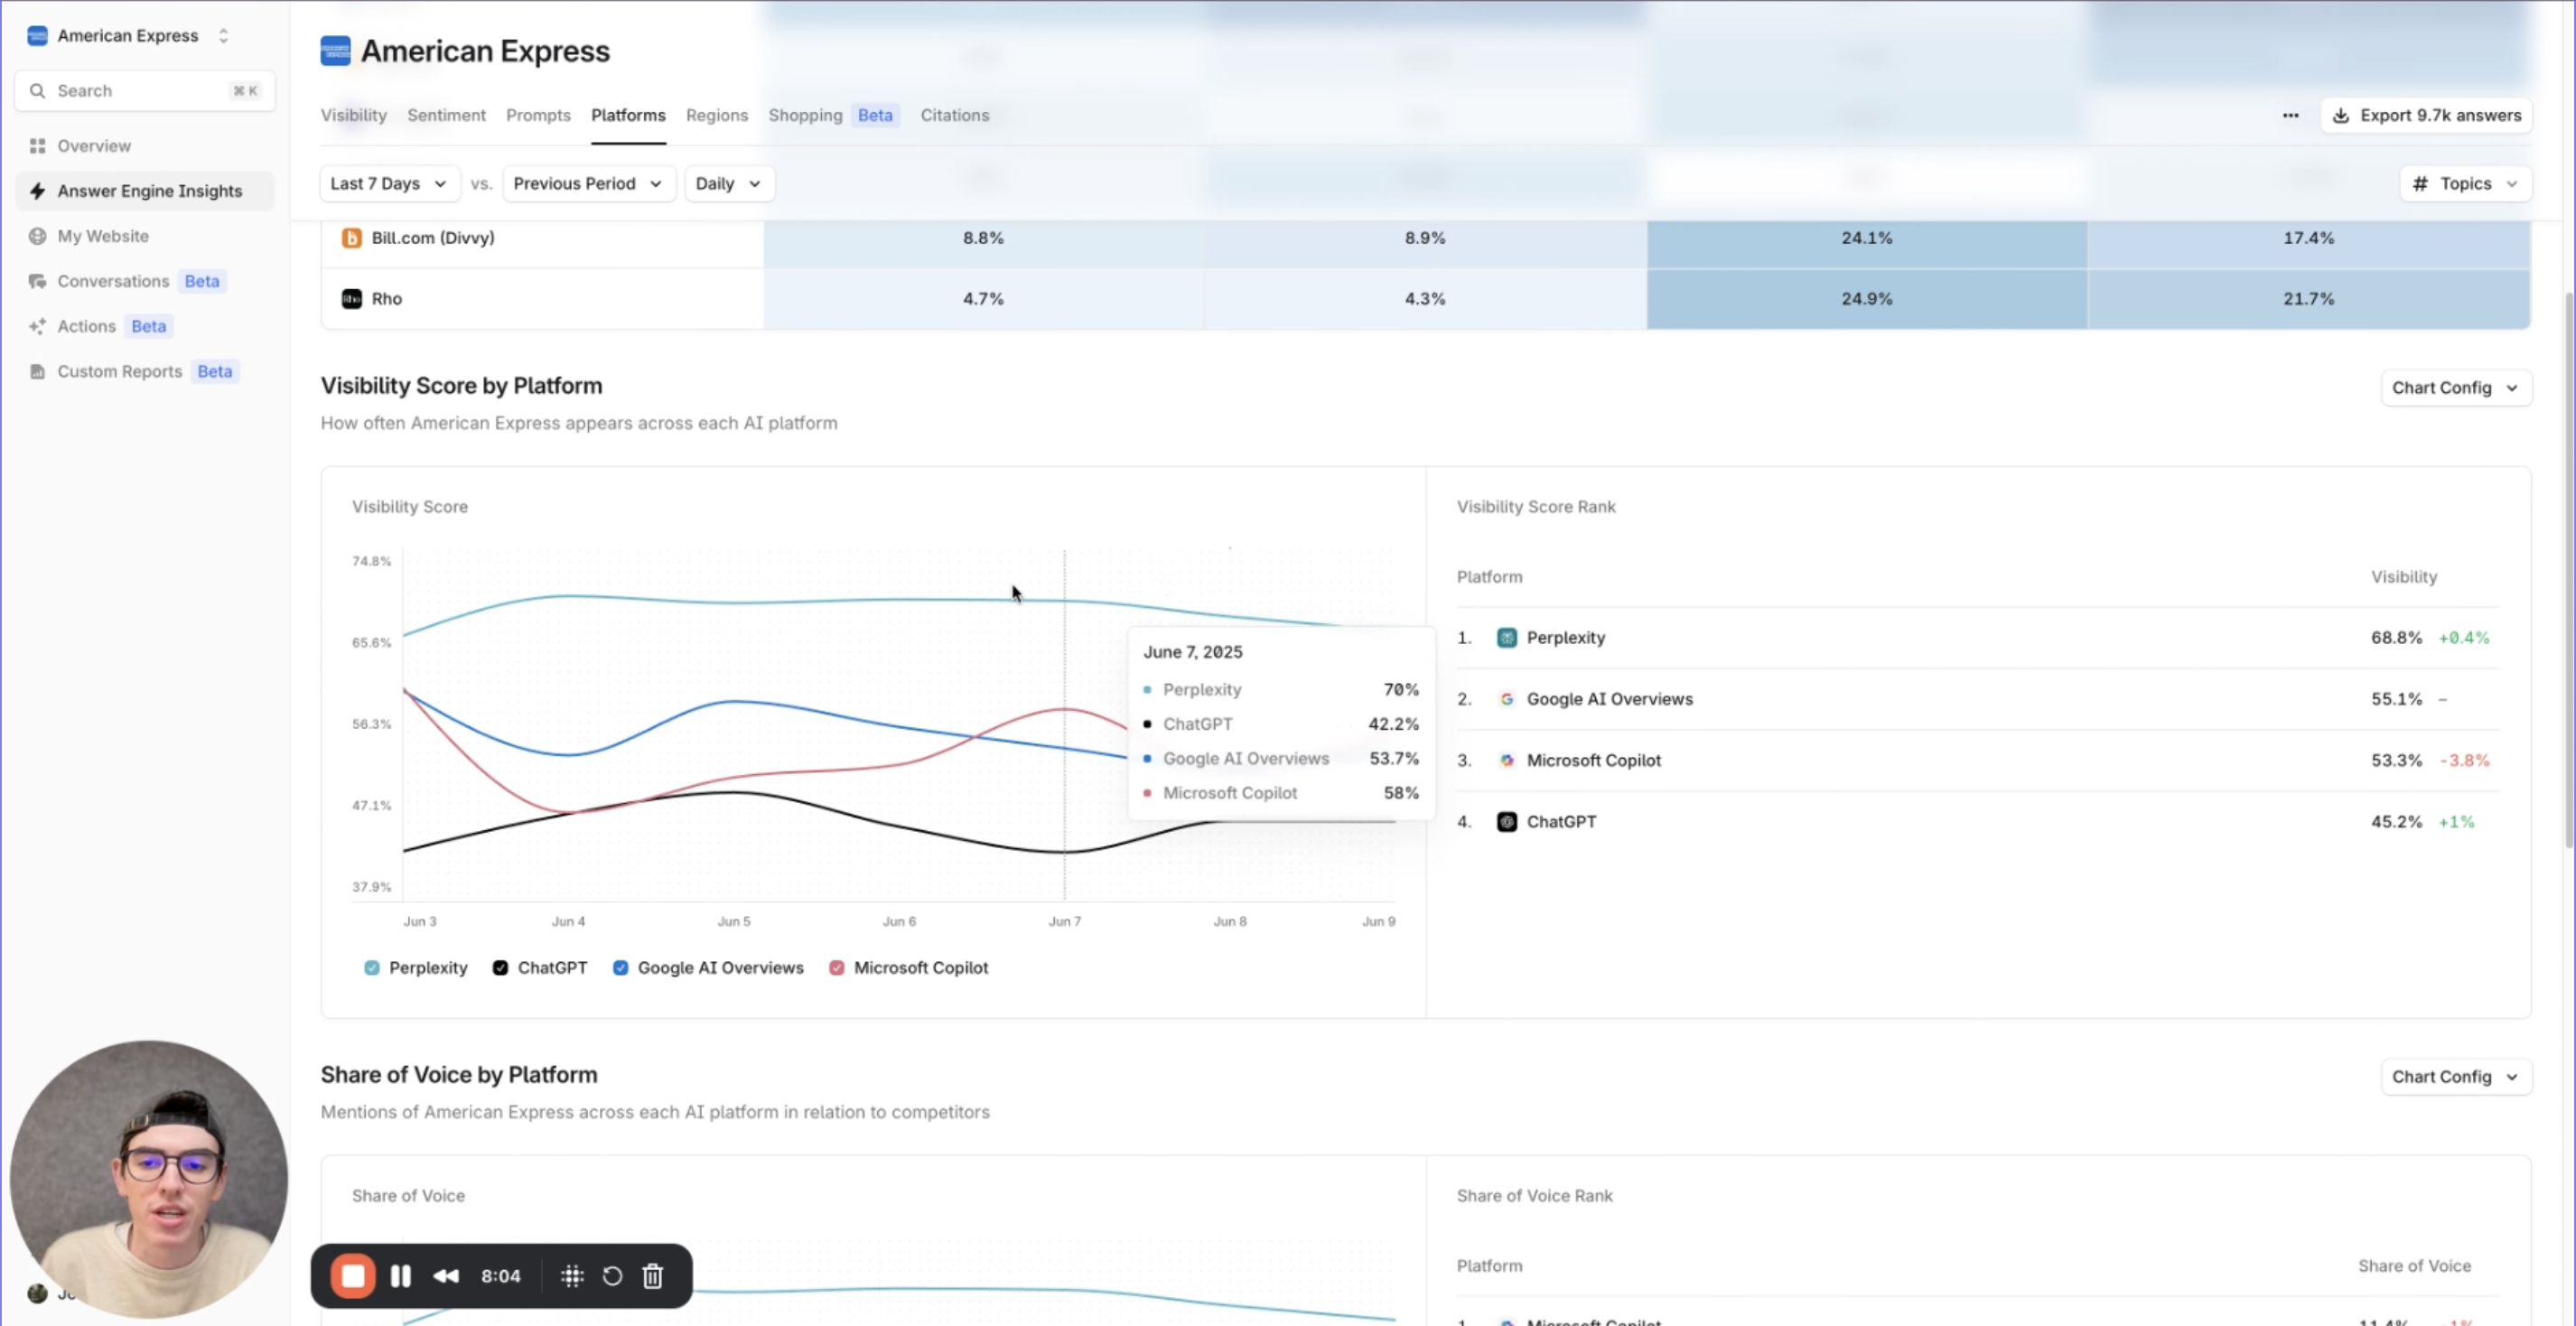 American Express
Search ⌘ K
Overview
Answer Engine Insights
My Website
Conversations Beta
Actions Beta
Custom Reports Beta
American Express
Visibility Sentiment Prompts Platforms Regions Shopping Beta Citations
Export 9.7k answers
Last 7 Days vs. Previous Period Daily
# Topics
Bill.com (Divvy) 8.8% 8.9% 24.1% 17.4%
Rho 4.7% 4.3% 24.9% 21.7%
Visibility Score by Platform
Chart Config
How often American Express appears across each AI platform
Visibility Score
74.8%
65.6%
56.3%
47.1%
37.9%
Jun 3 Jun 4 Jun 5 Jun 6 Jun 7 Jun 8 Jun 9
June 7, 2025
Perplexity 70%
ChatGPT 42.2%
Google AI Overviews 53.7%
Microsoft Copilot 58%
Perplexity ChatGPT Google AI Overviews Microsoft Copilot
Visibility Score Rank
Platform Visibility
1. Perplexity 68.8% +0.4%
2. Google AI Overviews 55.1% –
3. Microsoft Copilot 53.3% -3.8%
4. ChatGPT 45.2% +1%
Share of Voice by Platform
Chart Config
Mentions of American Express across each AI platform in relation to competitors
Share of Voice
Share of Voice Rank
Platform Share of Voice
1. Microsoft Copilot 11.4% -1%
8:04